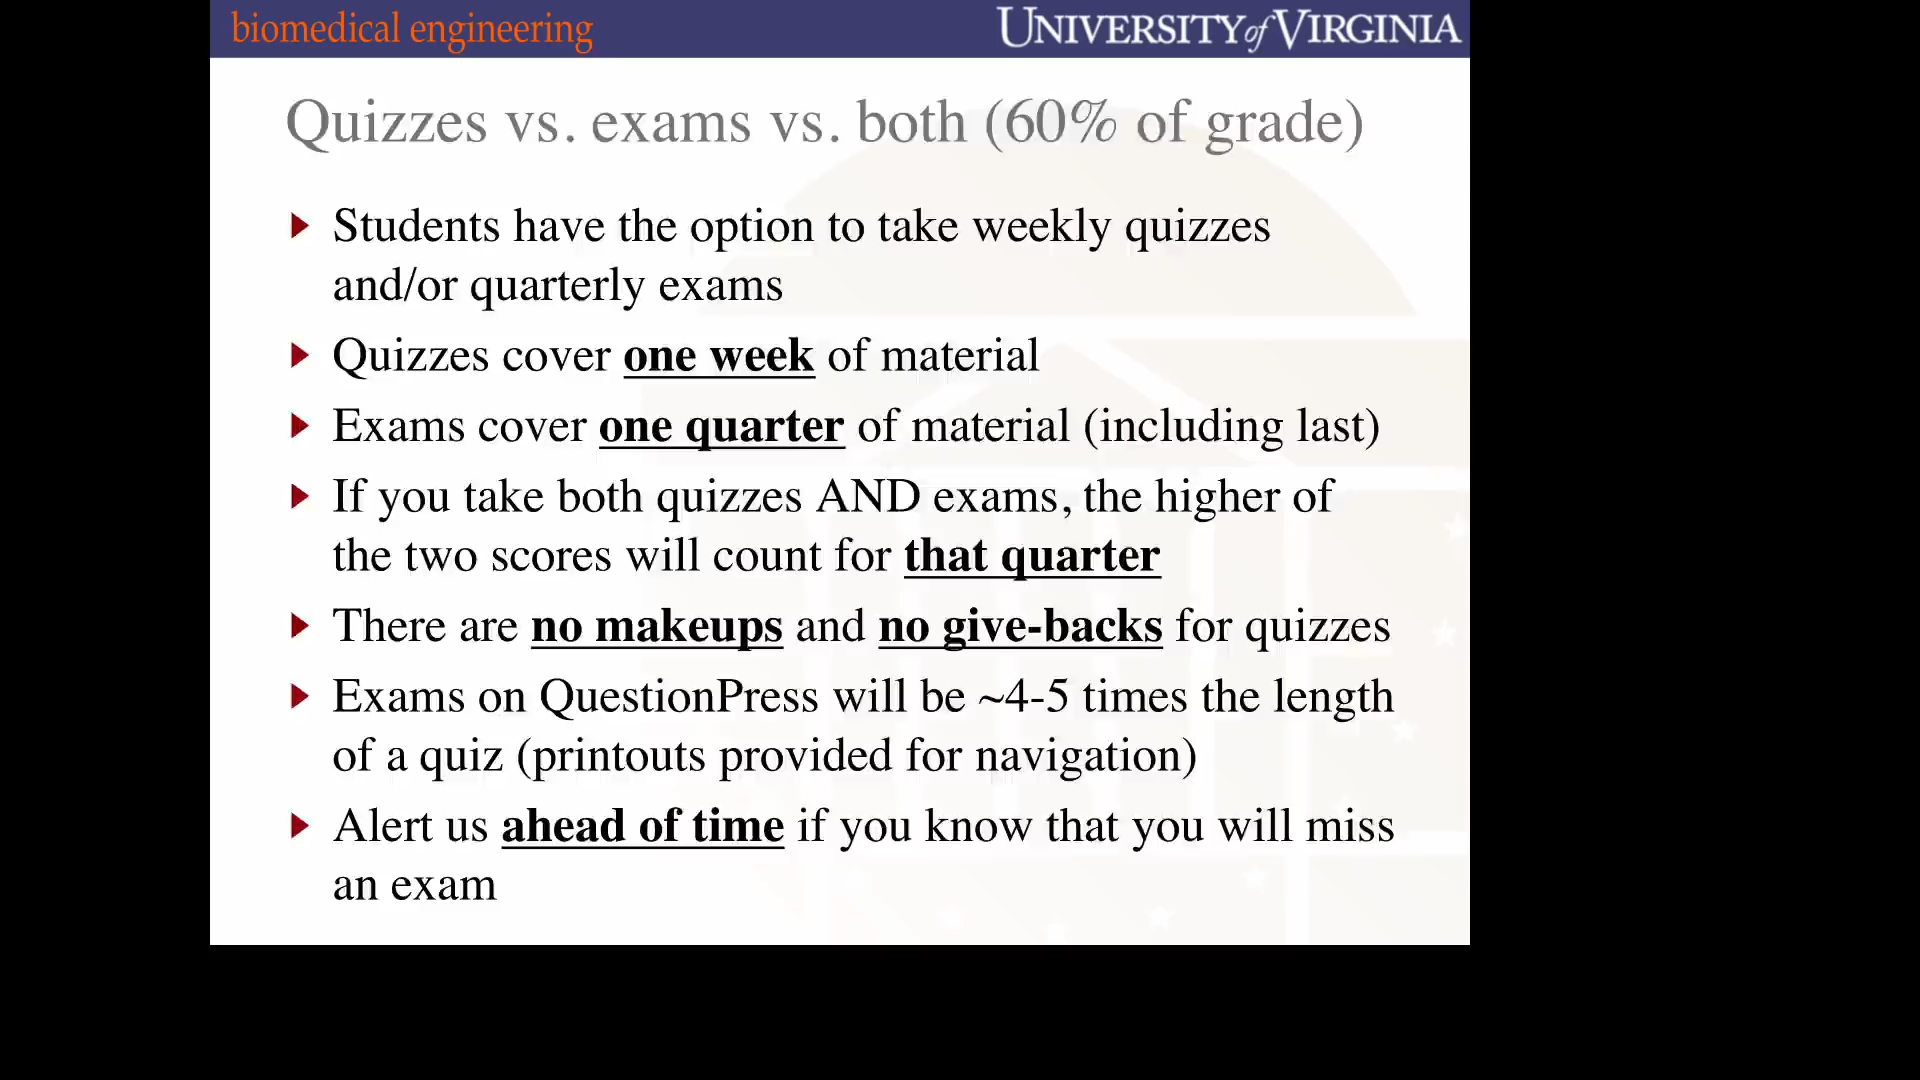 biomedical engineering
UNIVERSITY of VIRGINIA
Quizzes vs. exams vs. both (60% of grade)
Students have the option to take weekly quizzes
and/or quarterly exams
Quizzes cover one week of material
Exams cover one quarter of material (including last)
If you take both quizzes AND exams, the higher of
the two scores will count for that quarter
There are no makeups and no give-backs for quizzes
Exams on QuestionPress will be ~4-5 times the length
of a quiz (printouts provided for navigation)
Alert us ahead of time if you know that you will miss
an exam